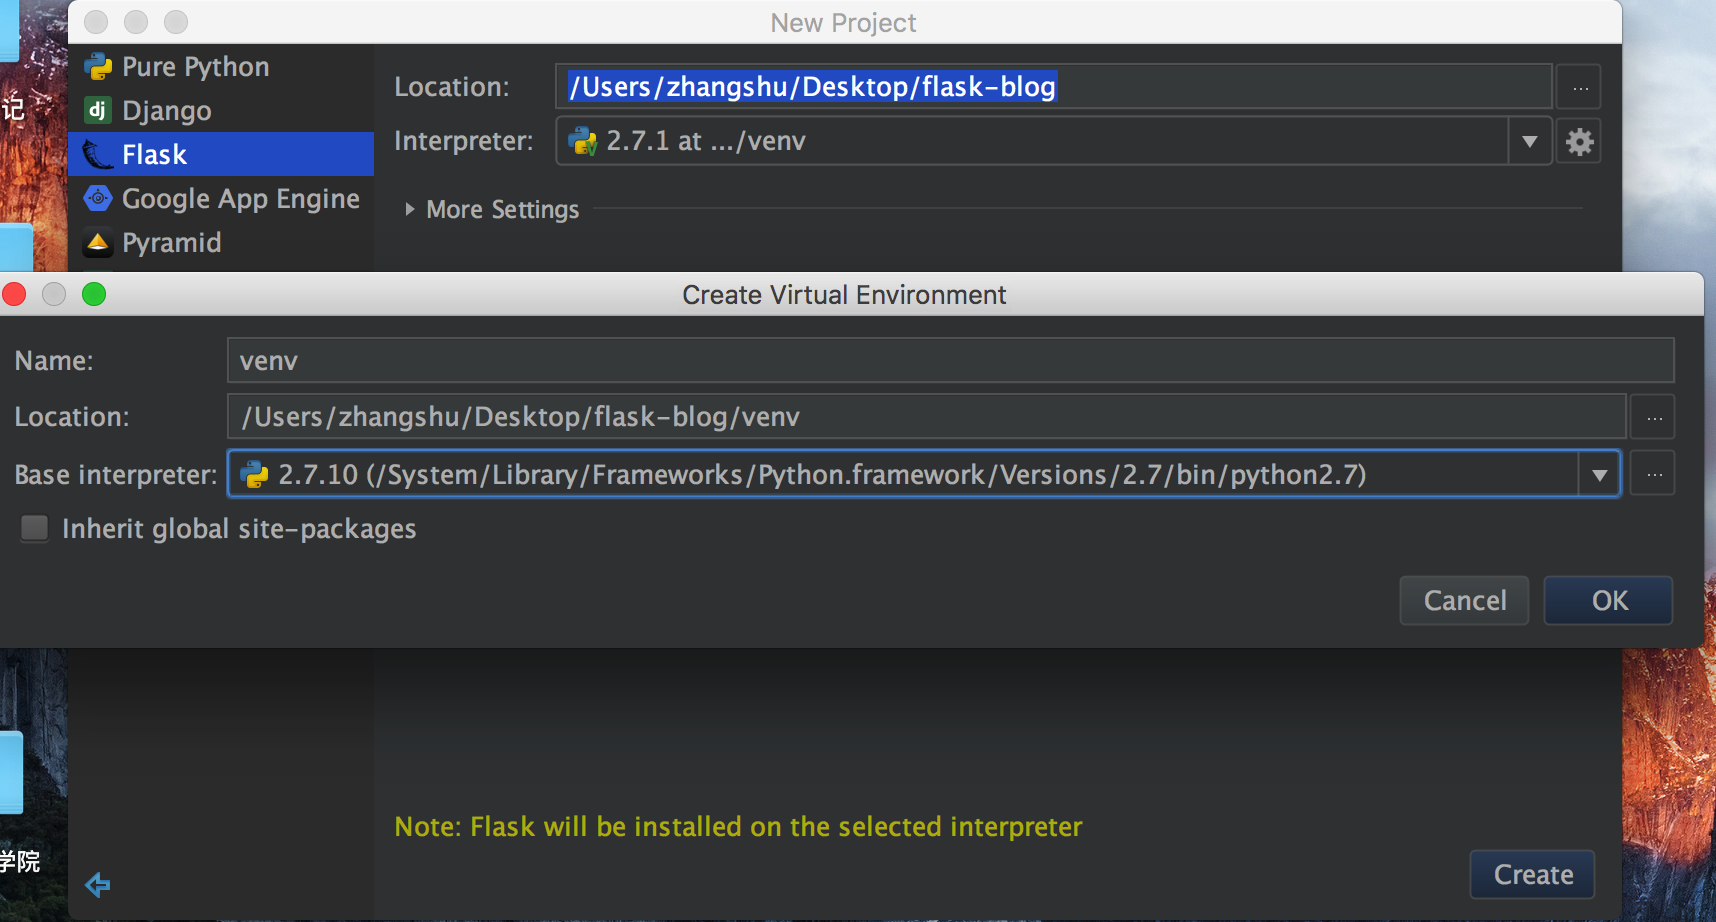 New Project
Pure Python
Django
Flask
Google App Engine
Pyramid
Location: /Users/zhangshu/Desktop/flask-blog ...
Interpreter: 2.7.1 at .../venv
More Settings
Create Virtual Environment
Name: venv
Location: /Users/zhangshu/Desktop/flask-blog/venv ...
Base interpreter: 2.7.10 (/System/Library/Frameworks/Python.framework/Versions/2.7/bin/python2.7) ...
Inherit global site-packages
Cancel
OK
Note: Flask will be installed on the selected interpreter
Create
记
学院
dj